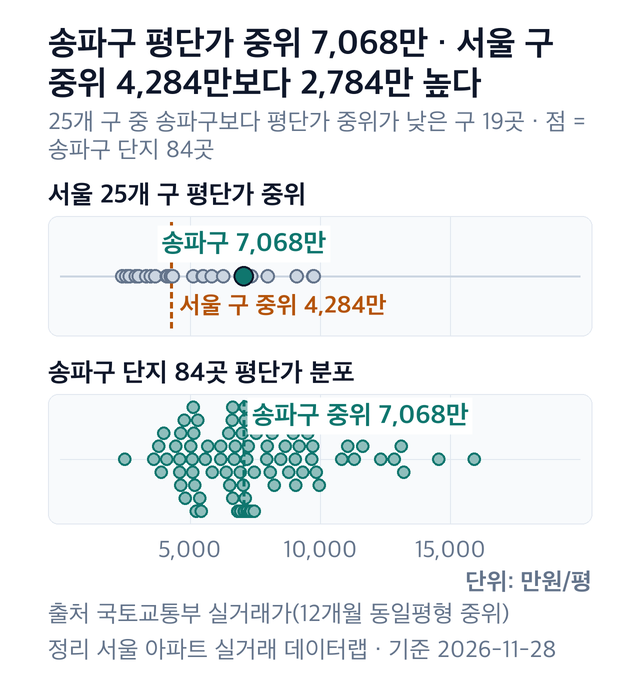 송파구 평단가 중위 7,068만 · 서울 구
중위 4,284만보다 2,784만 높다
25개 구 중 송파구보다 평단가 중위가 낮은 구 19곳 · 점 =
송파구 단지 84곳
서울 25개 구 평단가 중위
송파구 7,068만
서울 구 중위 4,284만
송파구 단지 84곳 평단가 분포
송파구 중위 7,068만
5,000 10,000 15,000
단위: 만원/평
출처 국토교통부 실거래가(12개월 동일평형 중위)
정리 서울 아파트 실거래 데이터랩 · 기준 2026-11-28